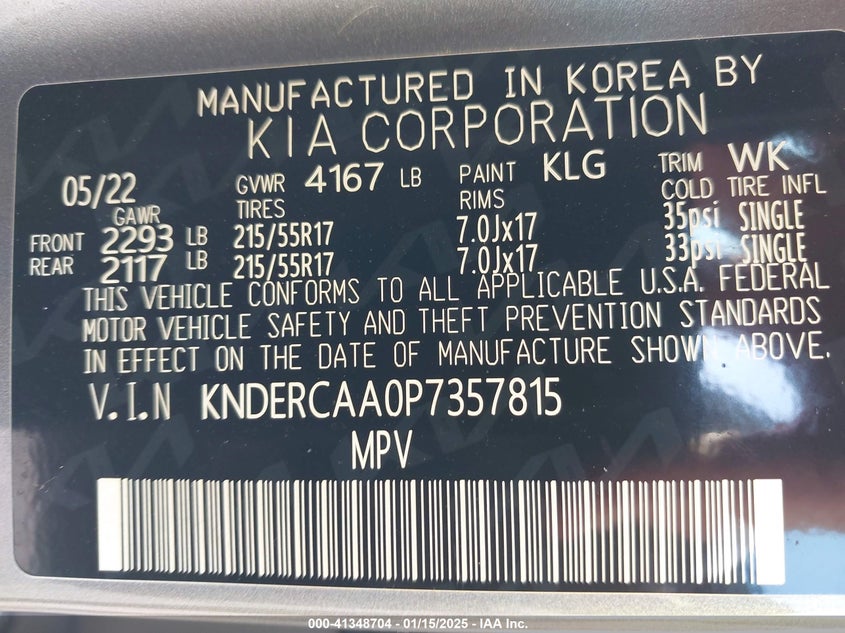 MANUFACTURED IN KOREA BY
KIA CORPORATION
05/22 GVWR 4167 LB PAINT KLG TRIM WK
GAWR TIRES RIMS COLD TIRE INFL
FRONT 2293 LB 215/55R17 7.0Jx17 35psi SINGLE
REAR 2117 LB 215/55R17 7.0Jx17 33psi SINGLE
THIS VEHICLE CONFORMS TO ALL APPLICABLE U.S.A. FEDERAL
MOTOR VEHICLE SAFETY AND THEFT PREVENTION STANDARDS
IN EFFECT ON THE DATE OF MANUFACTURE SHOWN ABOVE.
V.I.N KNDERCAA0P7357815
MPV
000-41348704 - 01/15/2025 - IAA Inc.